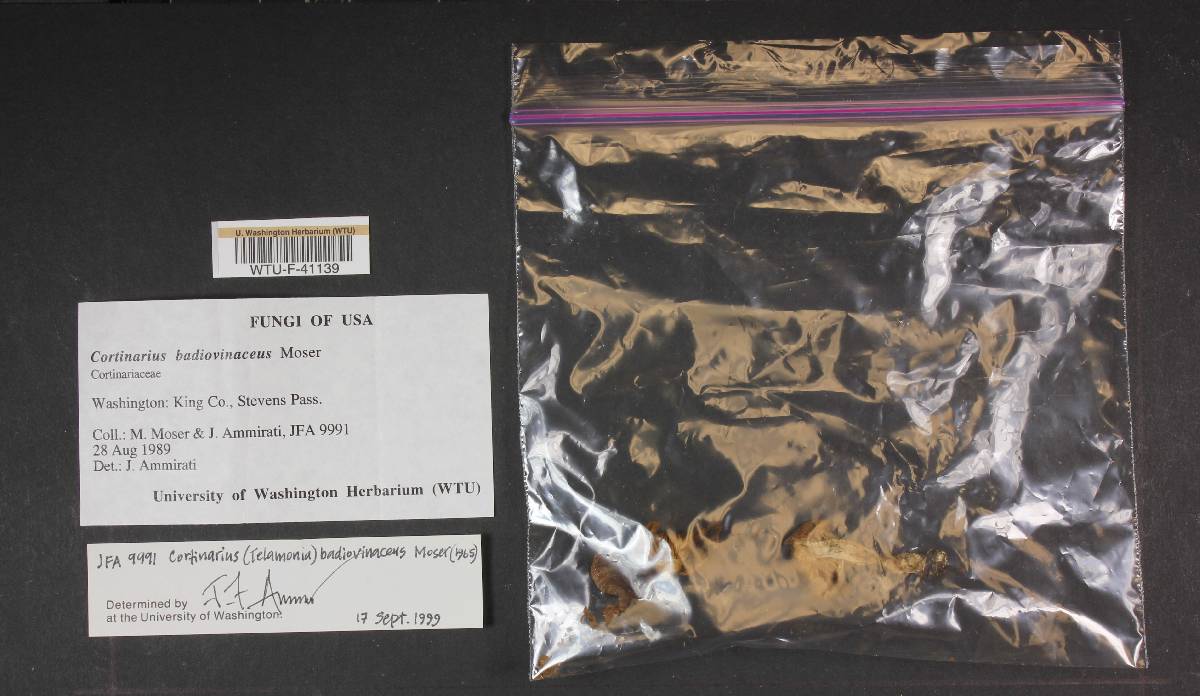 U. Washington Herbarium (WTU)
WTU-F-41139
FUNGI OF USA
Cortinarius badiovinaceus Moser
Cortinariaceae
Washington: King Co., Stevens Pass.
Coll.: M. Moser & J. Ammirati, JFA 9991
28 Aug 1989
Det.: J. Ammirati
University of Washington Herbarium (WTU)
JFA 9991 Cortinarius (Telamonia) badiovinaceus Moser (1965)
Determined by
at the University of Washington:
17 Sept. 1999